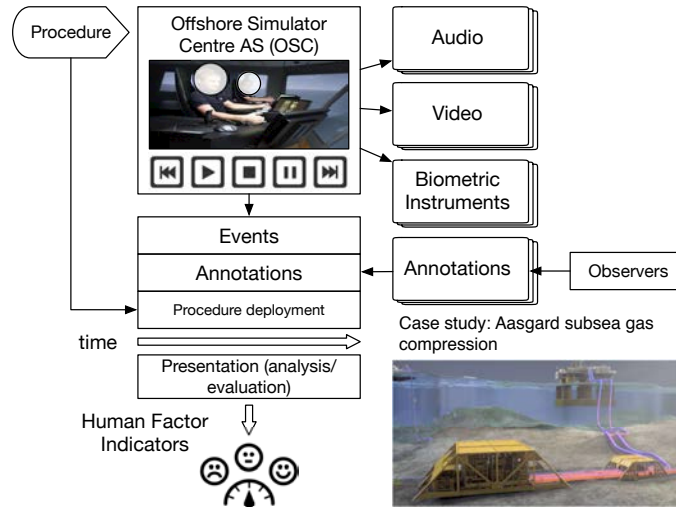 Procedure
Offshore Simulator
Centre AS (OSC)
Audio
Video
Biometric
Instruments
Events
Annotations
Procedure deployment
Annotations
Observers
time
Case study: Aasgard subsea gas
compression
Presentation (analysis/
evaluation)
Human Factor
Indicators